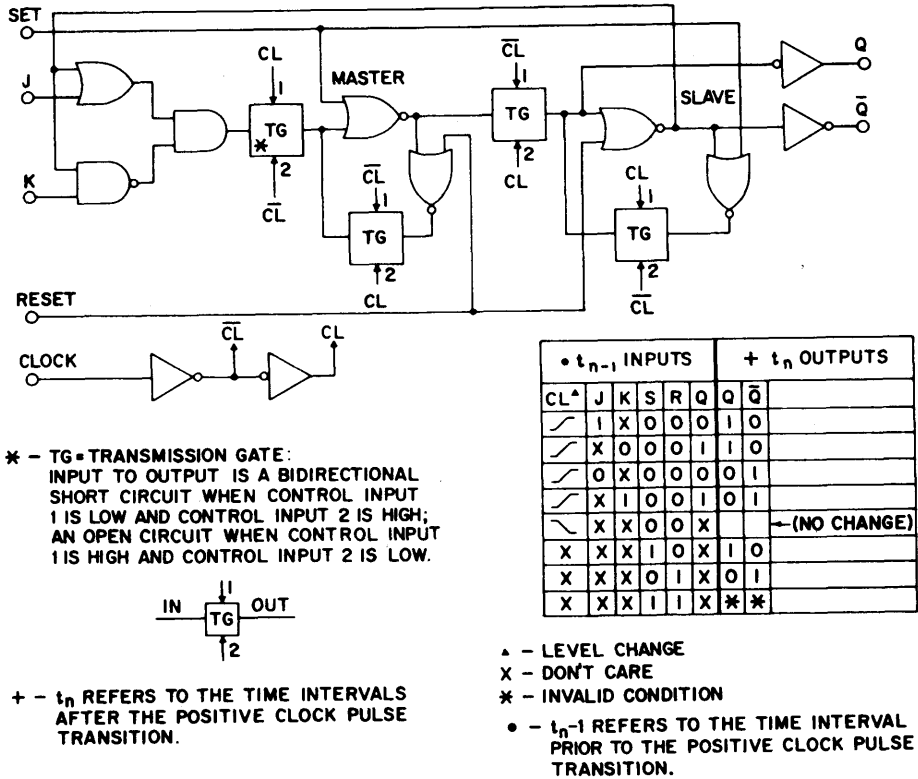 SET
J
K
CL
1
TG
*
2
C̅L̅
MASTER
C̅L̅
1
TG
2
CL
C̅L̅
1
TG
2
CL
SLAVE
CL
1
TG
2
C̅L̅
Q
Q̅
RESET
CLOCK
C̅L̅
CL
* – TG = TRANSMISSION GATE:
INPUT TO OUTPUT IS A BIDIRECTIONAL
SHORT CIRCUIT WHEN CONTROL INPUT
1 IS LOW AND CONTROL INPUT 2 IS HIGH;
AN OPEN CIRCUIT WHEN CONTROL INPUT
1 IS HIGH AND CONTROL INPUT 2 IS LOW.
1
IN TG OUT
2
+ – tn REFERS TO THE TIME INTERVALS
AFTER THE POSITIVE CLOCK PULSE
TRANSITION.
• tn-1 INPUTS + tn OUTPUTS
CL▲ J K S R Q Q Q̅
1 X 0 0 0 1 0
X 0 0 0 1 1 0
0 X 0 0 0 0 1
X 1 0 0 1 0 1
X X 0 0 X ←(NO CHANGE)
X X X 1 0 X 1 0
X X X 0 1 X 0 1
X X X 1 1 X * *
▲ – LEVEL CHANGE
X – DON'T CARE
* – INVALID CONDITION
• – tn-1 REFERS TO THE TIME INTERVAL
PRIOR TO THE POSITIVE CLOCK PULSE
TRANSITION.